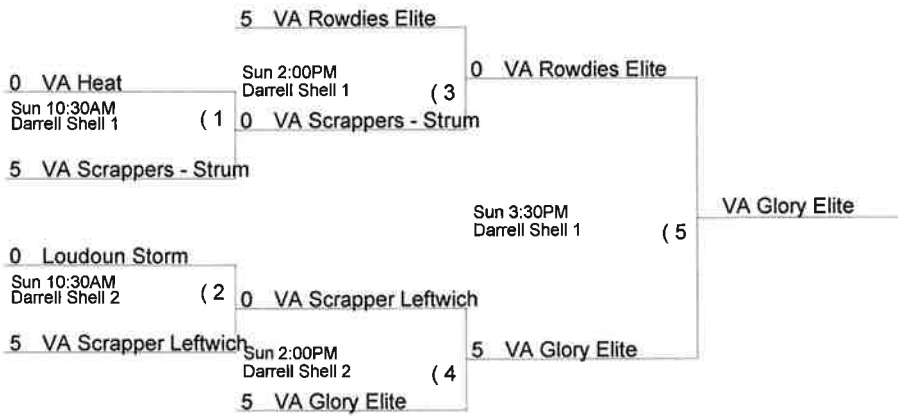 5 VA Rowdies Elite
0 VA Heat
Sun 2:00PM
Darrell Shell 1
( 3
0 VA Rowdies Elite
Sun 10:30AM
Darrell Shell 1
( 1
0 VA Scrappers - Strum
5 VA Scrappers - Strum
Sun 3:30PM
Darrell Shell 1
( 5
VA Glory Elite
0 Loudoun Storm
Sun 10:30AM
Darrell Shell 2
( 2
0 VA Scrapper Leftwich
5 VA Scrapper Leftwich
Sun 2:00PM
Darrell Shell 2
( 4
5 VA Glory Elite
5 VA Glory Elite